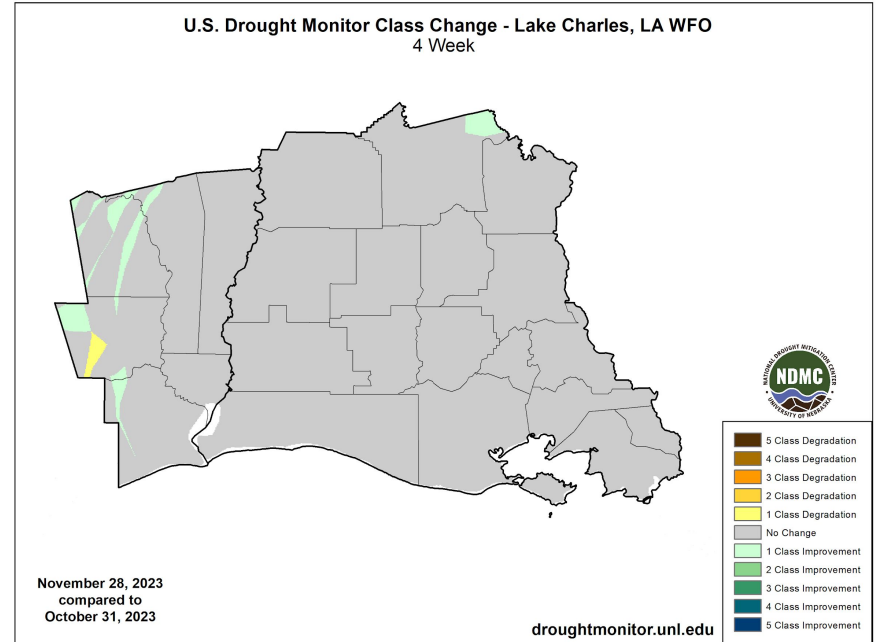 U.S. Drought Monitor Class Change - Lake Charles, LA WFO
4 Week
NATIONAL DROUGHT MITIGATION CENTER
NDMC
UNIVERSITY OF NEBRASKA
5 Class Degradation
4 Class Degradation
3 Class Degradation
2 Class Degradation
1 Class Degradation
No Change
1 Class Improvement
2 Class Improvement
3 Class Improvement
4 Class Improvement
5 Class Improvement
November 28, 2023
compared to
October 31, 2023
droughtmonitor.unl.edu